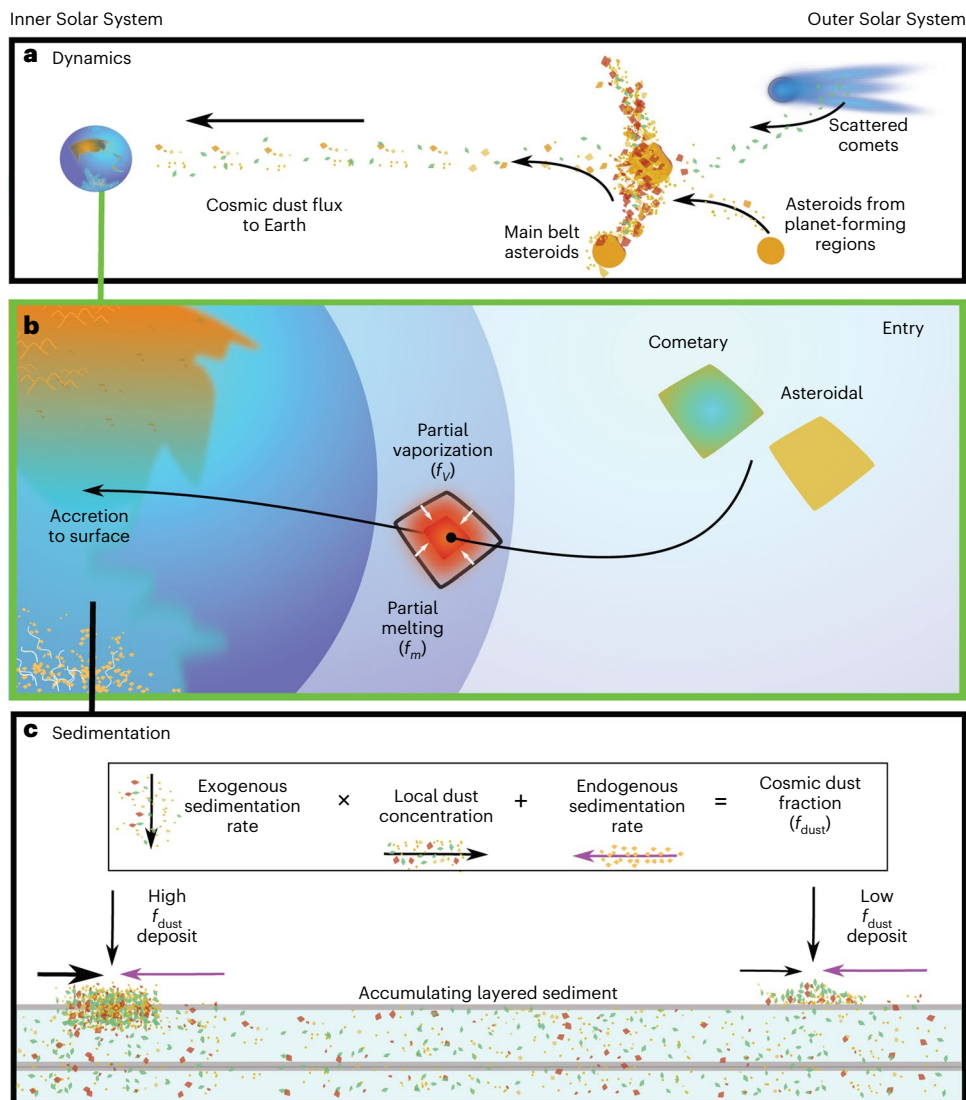 Inner Solar System
Outer Solar System
a Dynamics
Scattered
comets
Cosmic dust flux
to Earth
Main belt
asteroids
Asteroids from
planet-forming
regions
b
Entry
Cometary
Asteroidal
Partial
vaporization
(fV)
Accretion
to surface
Partial
melting
(fm)
c Sedimentation
Exogenous
sedimentation
rate
×
Local dust
concentration
+
Endogenous
sedimentation
rate
=
Cosmic dust
fraction
(fdust)
High
fdust
deposit
Low
fdust
deposit
Accumulating layered sediment